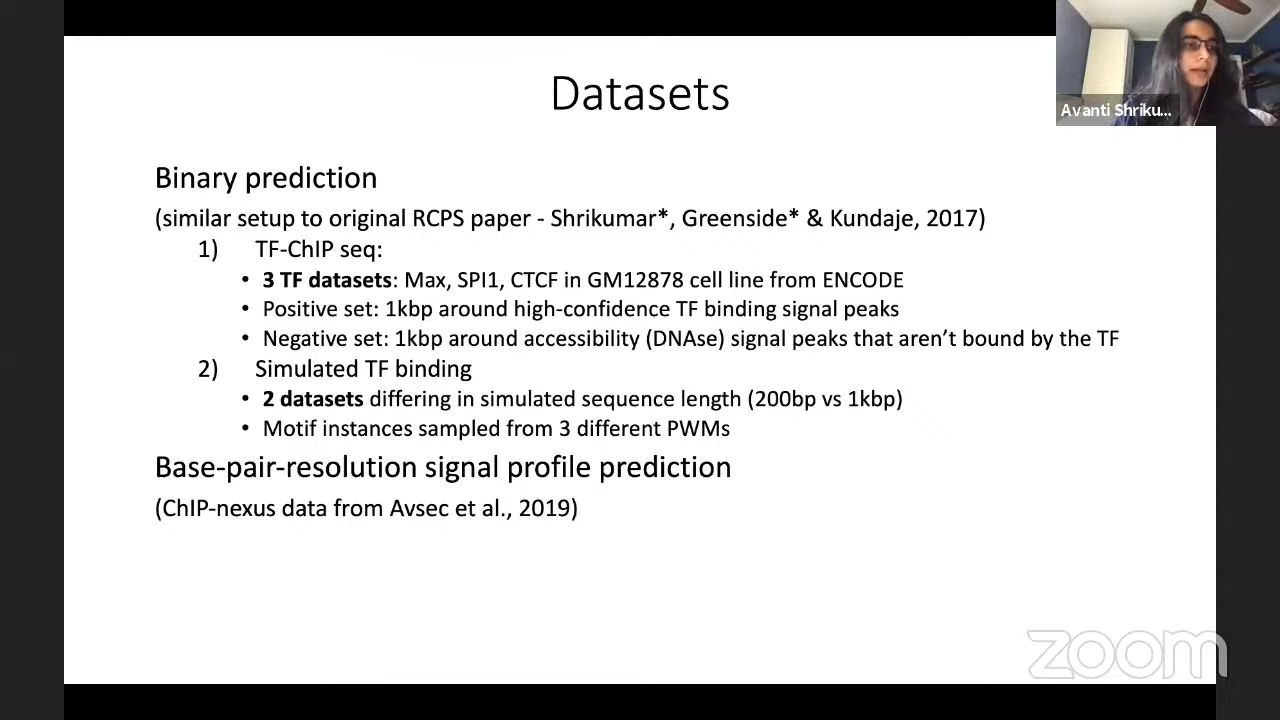 Datasets
Avanti Shriku...
Binary prediction
(similar setup to original RCPS paper - Shrikumar*, Greenside* & Kundaje, 2017)
1) TF-ChIP seq:
• 3 TF datasets: Max, SPI1, CTCF in GM12878 cell line from ENCODE
• Positive set: 1kbp around high-confidence TF binding signal peaks
• Negative set: 1kbp around accessibility (DNAse) signal peaks that aren’t bound by the TF
2) Simulated TF binding
• 2 datasets differing in simulated sequence length (200bp vs 1kbp)
• Motif instances sampled from 3 different PWMs
Base-pair-resolution signal profile prediction
(ChIP-nexus data from Avsec et al., 2019)
zoom